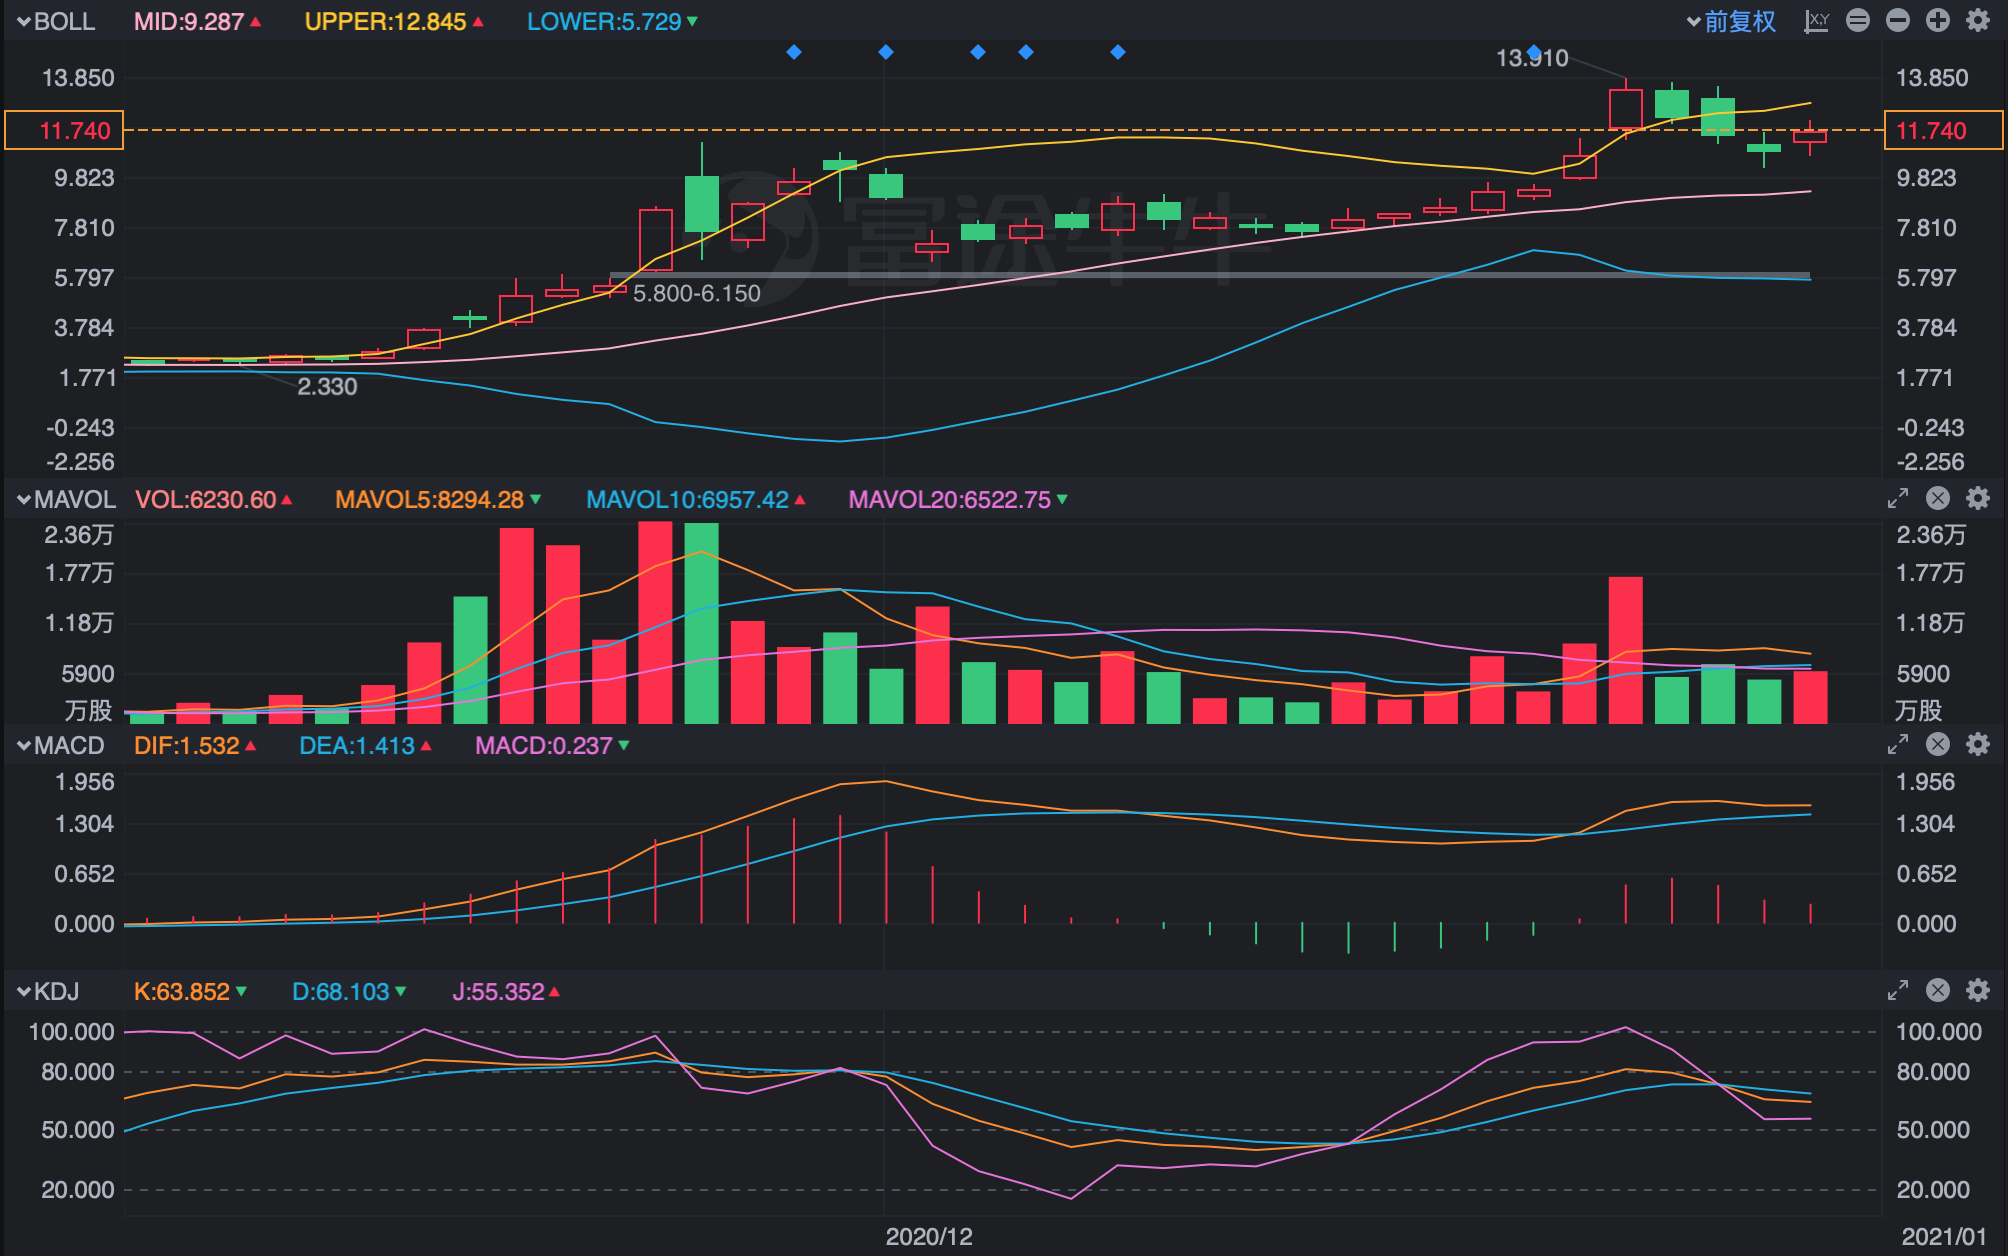 BOLL MID:9.287 UPPER:12.845 LOWER:5.729 前复权 X,Y
13.910
13.850 13.850
11.740 11.740
9.823 9.823
富途牛牛
7.810 7.810
5.797 5.797
5.800-6.150
3.784 3.784
1.771 1.771
2.330
-0.243 -0.243
-2.256 -2.256
MAVOL VOL:6230.60 MAVOL5:8294.28 MAVOL10:6957.42 MAVOL20:6522.75
2.36万 2.36万
1.77万 1.77万
1.18万 1.18万
5900 5900
万股 万股
MACD DIF:1.532 DEA:1.413 MACD:0.237
1.956 1.956
1.304 1.304
0.652 0.652
0.000 0.000
KDJ K:63.852 D:68.103 J:55.352
100.000 100.000
80.000 80.000
50.000 50.000
20.000 20.000
2020/12 2021/01